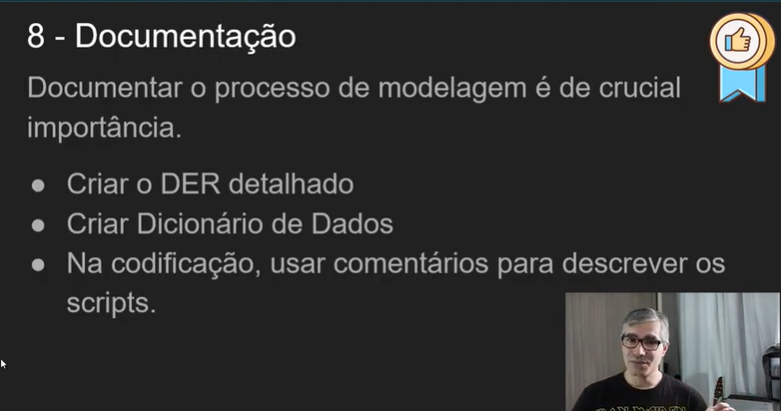 8 - Documentação
Documentar o processo de modelagem é de crucial
importância.
● Criar o DER detalhado
● Criar Dicionário de Dados
● Na codificação, usar comentários para descrever os
scripts.